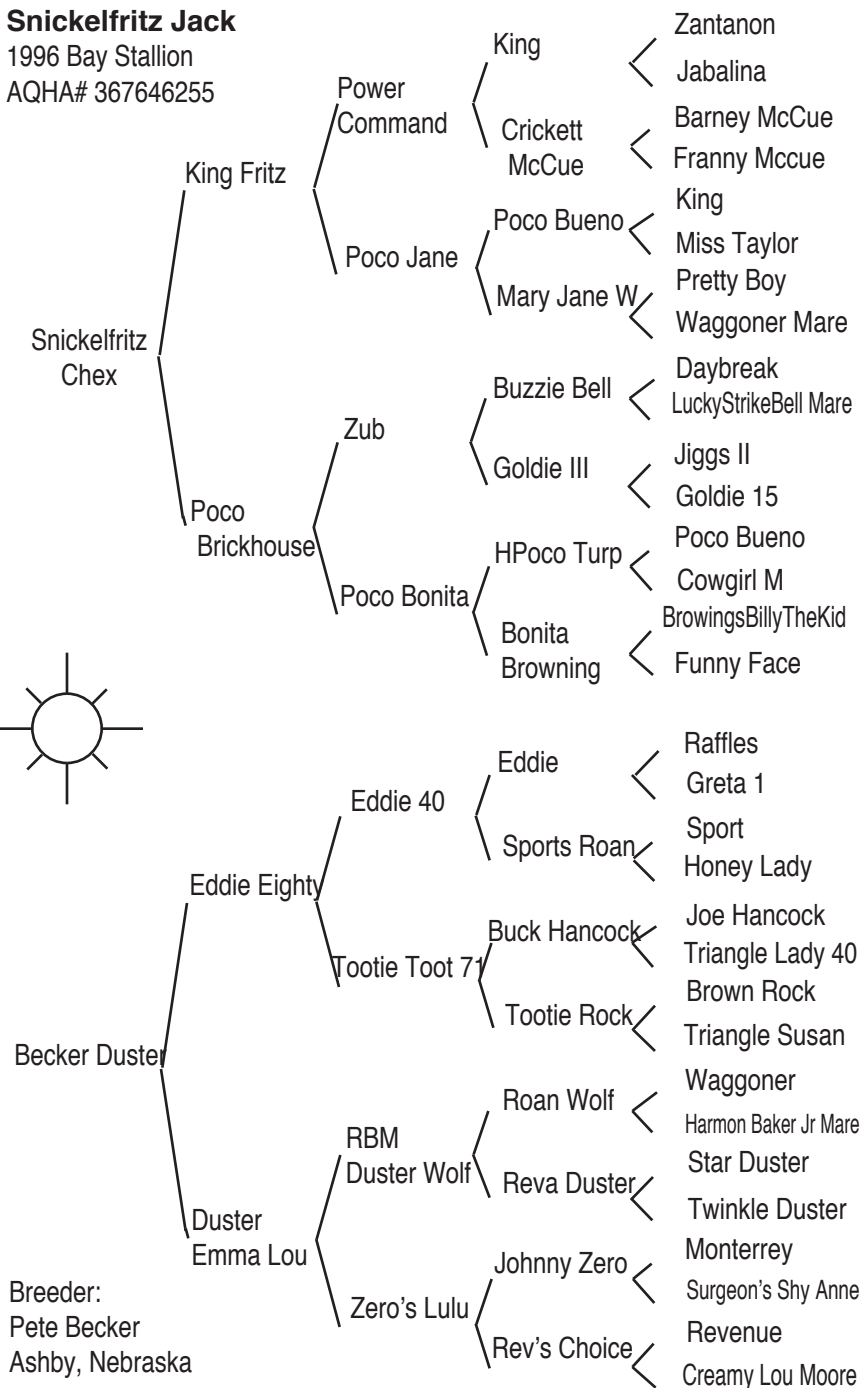 Snickelfritz Jack
1996 Bay Stallion
AQHA# 367646255
Snickelfritz
Chex
King Fritz
Poco
Brickhouse
Power
Command
Poco Jane
Zub
Poco Bonita
King
Crickett
McCue
Poco Bueno
Mary Jane W
Buzzie Bell
Goldie III
HPoco Turp
Bonita
Browning
Zantanon
Jabalina
Barney McCue
Franny Mccue
King
Miss Taylor
Pretty Boy
Waggoner Mare
Daybreak
LuckyStrikeBell Mare
Jiggs II
Goldie 15
Poco Bueno
Cowgirl M
BrowingsBillyTheKid
Funny Face
Becker Duster
Eddie Eighty
Duster
Emma Lou
Eddie 40
Tootie Toot 71
RBM
Duster Wolf
Zero's Lulu
Eddie
Sports Roan
Buck Hancock
Tootie Rock
Roan Wolf
Reva Duster
Johnny Zero
Rev's Choice
Raffles
Greta 1
Sport
Honey Lady
Joe Hancock
Triangle Lady 40
Brown Rock
Triangle Susan
Waggoner
Harmon Baker Jr Mare
Star Duster
Twinkle Duster
Monterrey
Surgeon's Shy Anne
Revenue
Creamy Lou Moore
Breeder:
Pete Becker
Ashby, Nebraska